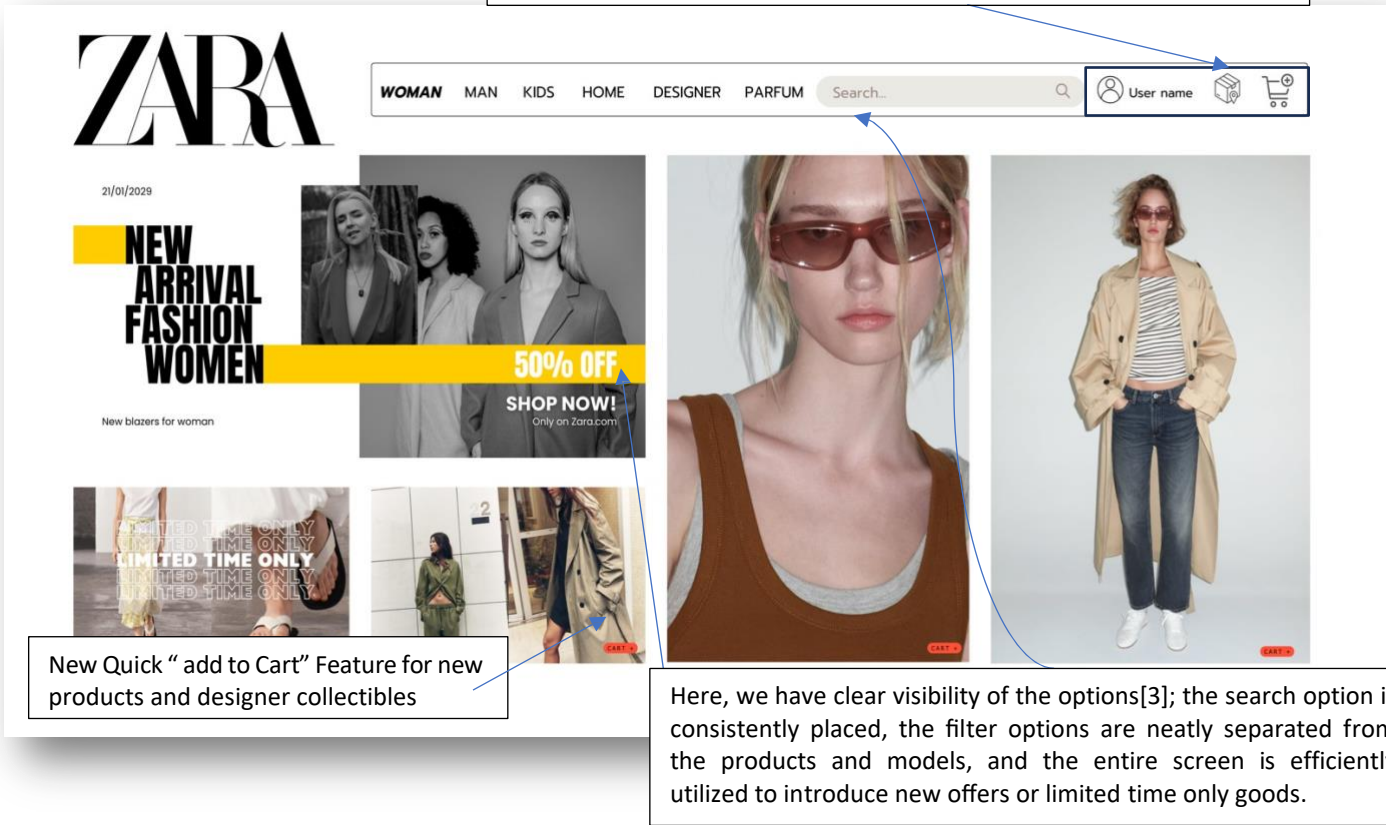 ZARA
WOMAN MAN KIDS HOME DESIGNER PARFUM Search... User name
21/01/2029
NEW
ARRIVAL
FASHION
WOMEN
50% OFF
SHOP NOW!
Only on Zara.com
New blazers for woman
22
LIMITED TIME ONLY
LIMITED TIME ONLY
LIMITED TIME ONLY
LIMITED TIME ONLY
LIMITED TIME ONLY
CART +
CART +
CART +
New Quick “ add to Cart” Feature for new
products and designer collectibles
Here, we have clear visibility of the options[3]; the search option i
consistently placed, the filter options are neatly separated from
the products and models, and the entire screen is efficiently
utilized to introduce new offers or limited time only goods.